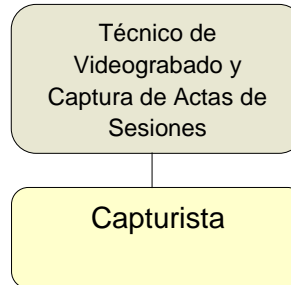 Técnico de
Videograbado y
Captura de Actas de
Sesiones
Capturista